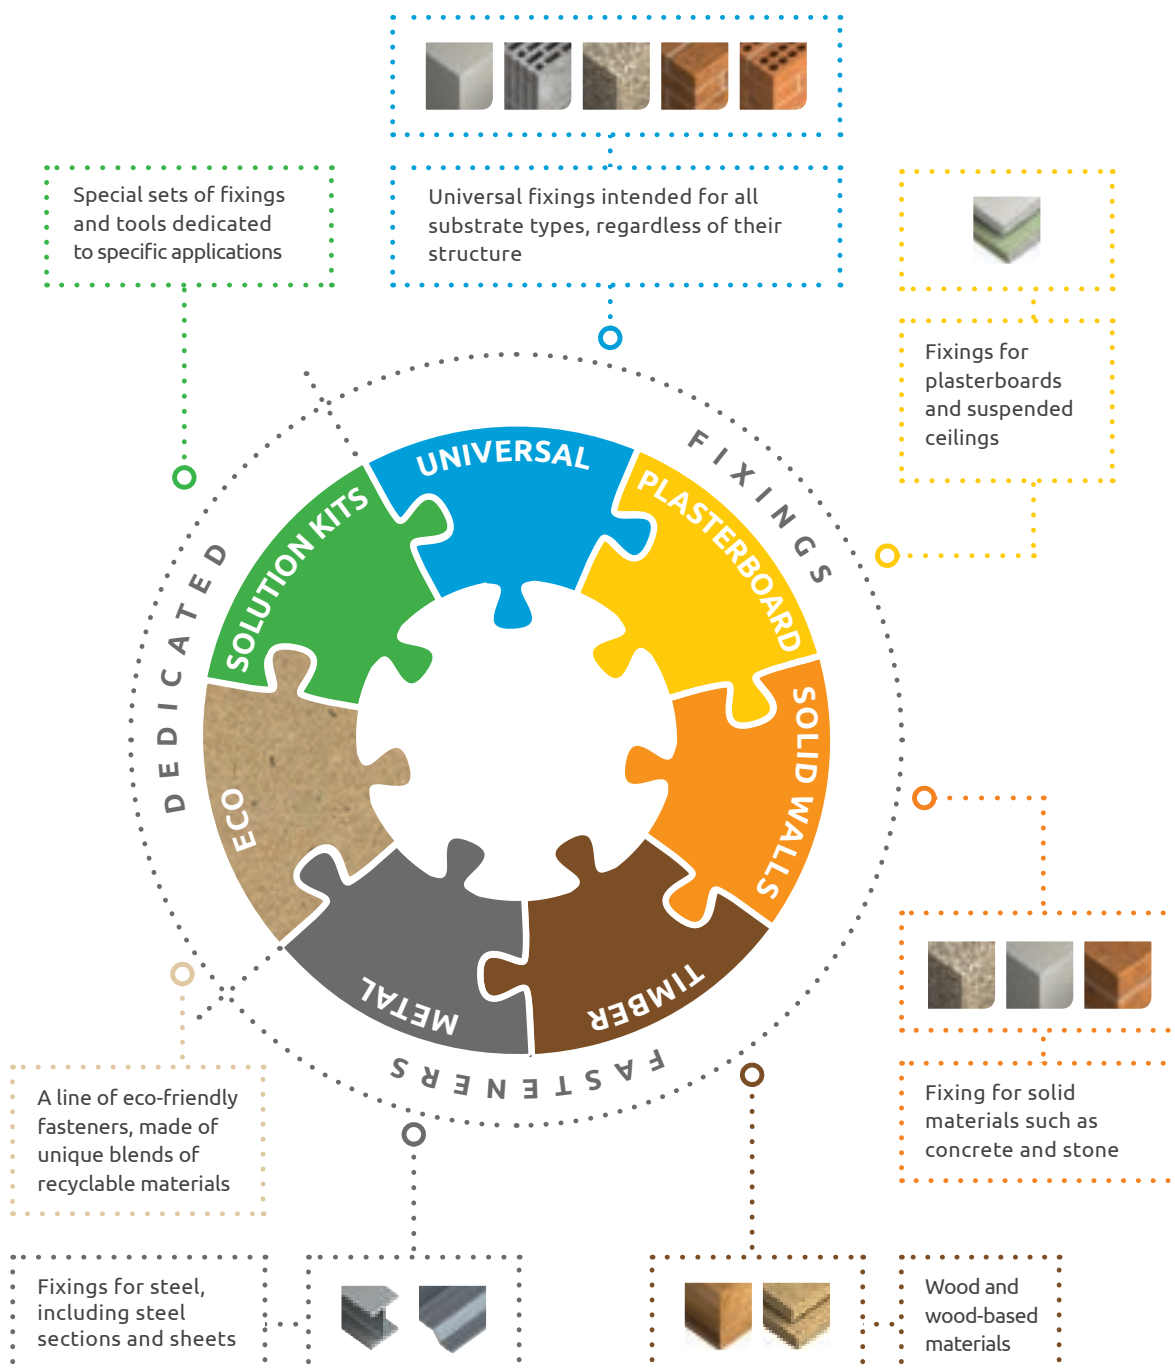 Special sets of fixings
and tools dedicated
to specific applications
Universal fixings intended for all
substrate types, regardless of their
structure
Fixings for
plasterboards
and suspended
ceilings
FIXINGS
DEDICATED
FASTENERS
UNIVERSAL
PLASTERBOARD
SOLID WALLS
TIMBER
METAL
ECO
SOLUTION KITS
Fixing for solid
materials such as
concrete and stone
A line of eco-friendly
fasteners, made of
unique blends of
recyclable materials
Fixings for steel,
including steel
sections and sheets
Wood and
wood-based
materials